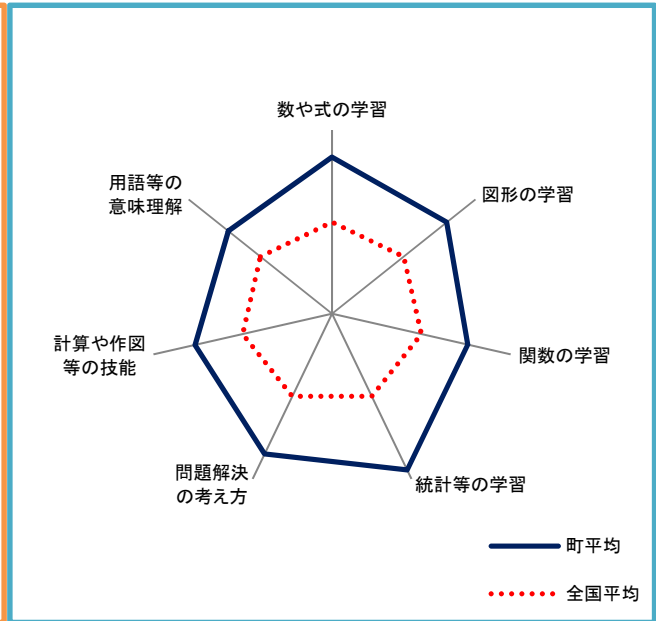 数や式の学習
図形の学習
関数の学習
統計等の学習
問題解決
の考え方
計算や作図
等の技能
用語等の
意味理解
町平均
全国平均